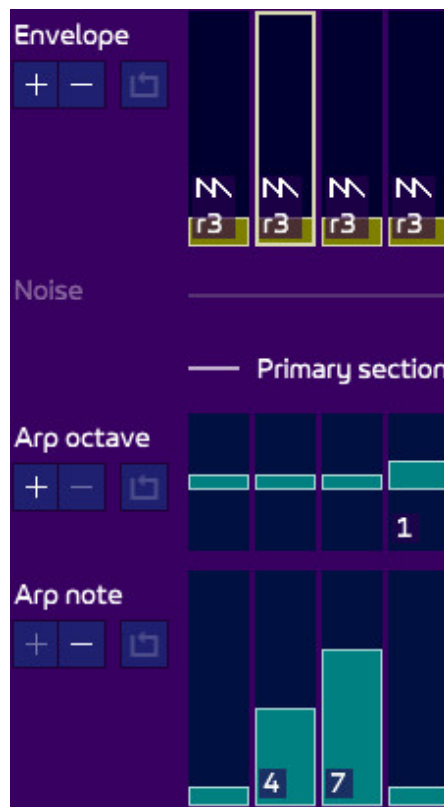 Envelope
+ −
r3 r3 r3 r3
Noise
Primary section
Arp octave
+ −
1
Arp note
+ −
4 7